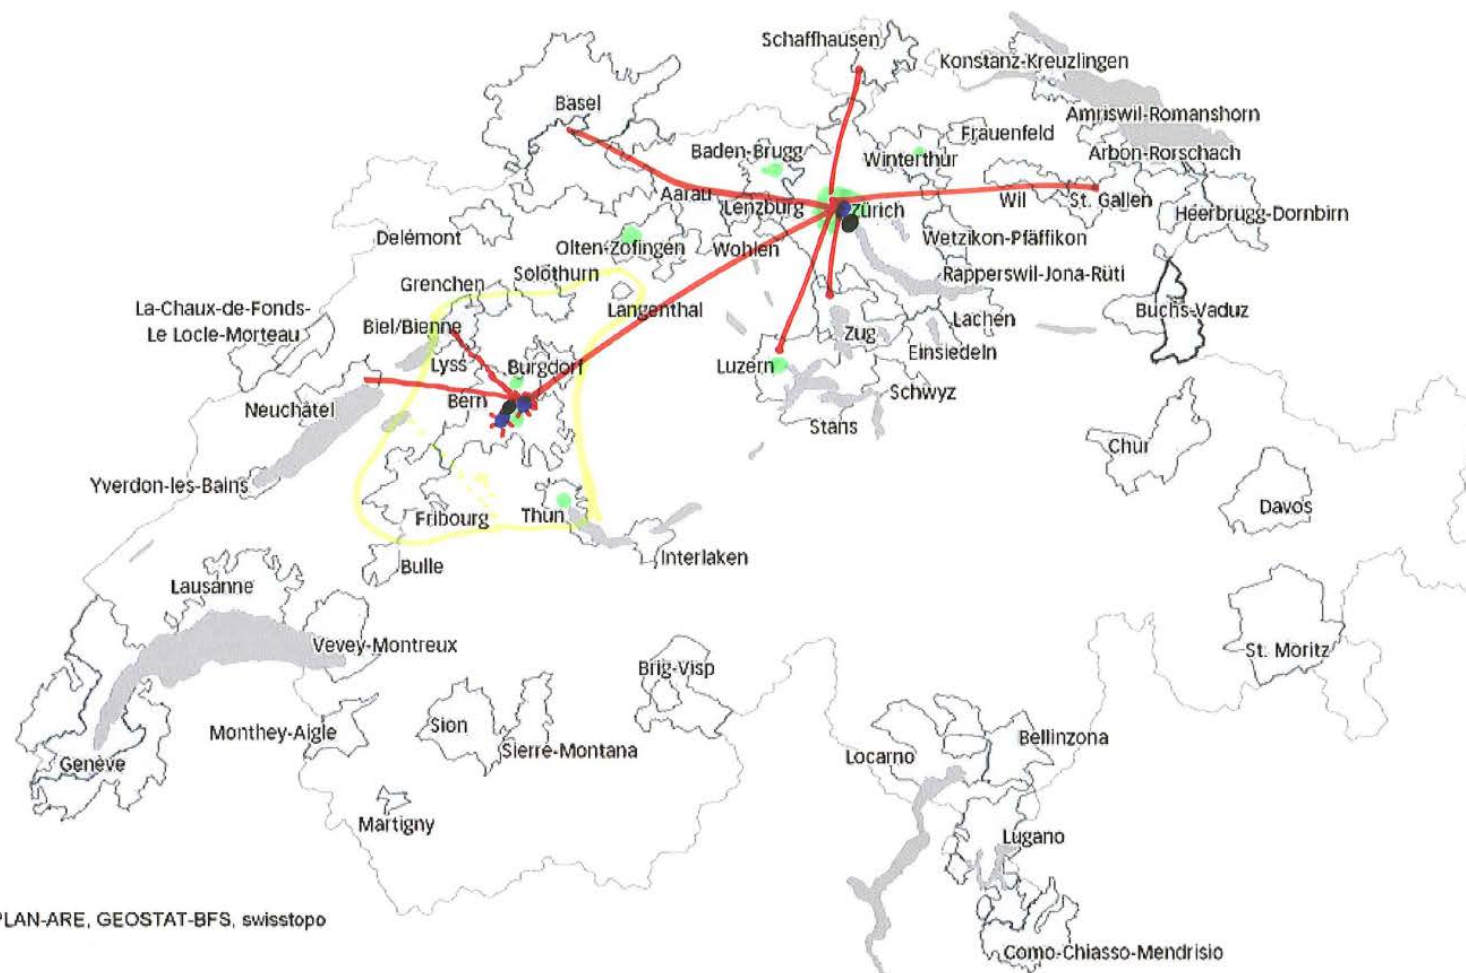 Schaffhausen
Konstanz-Kreuzlingen
Basel
Amriswil-Romanshorn
Frauenfeld
Baden-Brugg
Winterthur
Arbon-Rorschach
Aarau
Lenzburg
Zürich
Wil
St. Gallen
Heerbrugg-Dornbirn
Delémont
Olten-Zofingen
Wohlen
Wetzikon-Pfäffikon
Solothurn
Rapperswil-Jona-Rüti
Grenchen
La-Chaux-de-Fonds-
Le Locle-Morteau
Langenthal
Buchs-Vaduz
Biel/Bienne
Lachen
Zug
Einsiedeln
Lyss
Burgdorf
Luzern
Schwyz
Bern
Neuchâtel
Stans
Chur
Yverdon-les-Bains
Davos
Fribourg
Thun
Interlaken
Bulle
Lausanne
Vevey-Montreux
St. Moritz
Brig-Visp
Monthey-Aigle
Sion
Sierre-Montana
Bellinzona
Locarno
Genève
Martigny
Lugano
PLAN-ARE, GEOSTAT-BFS, swisstopo
Como-Chiasso-Mendrisio